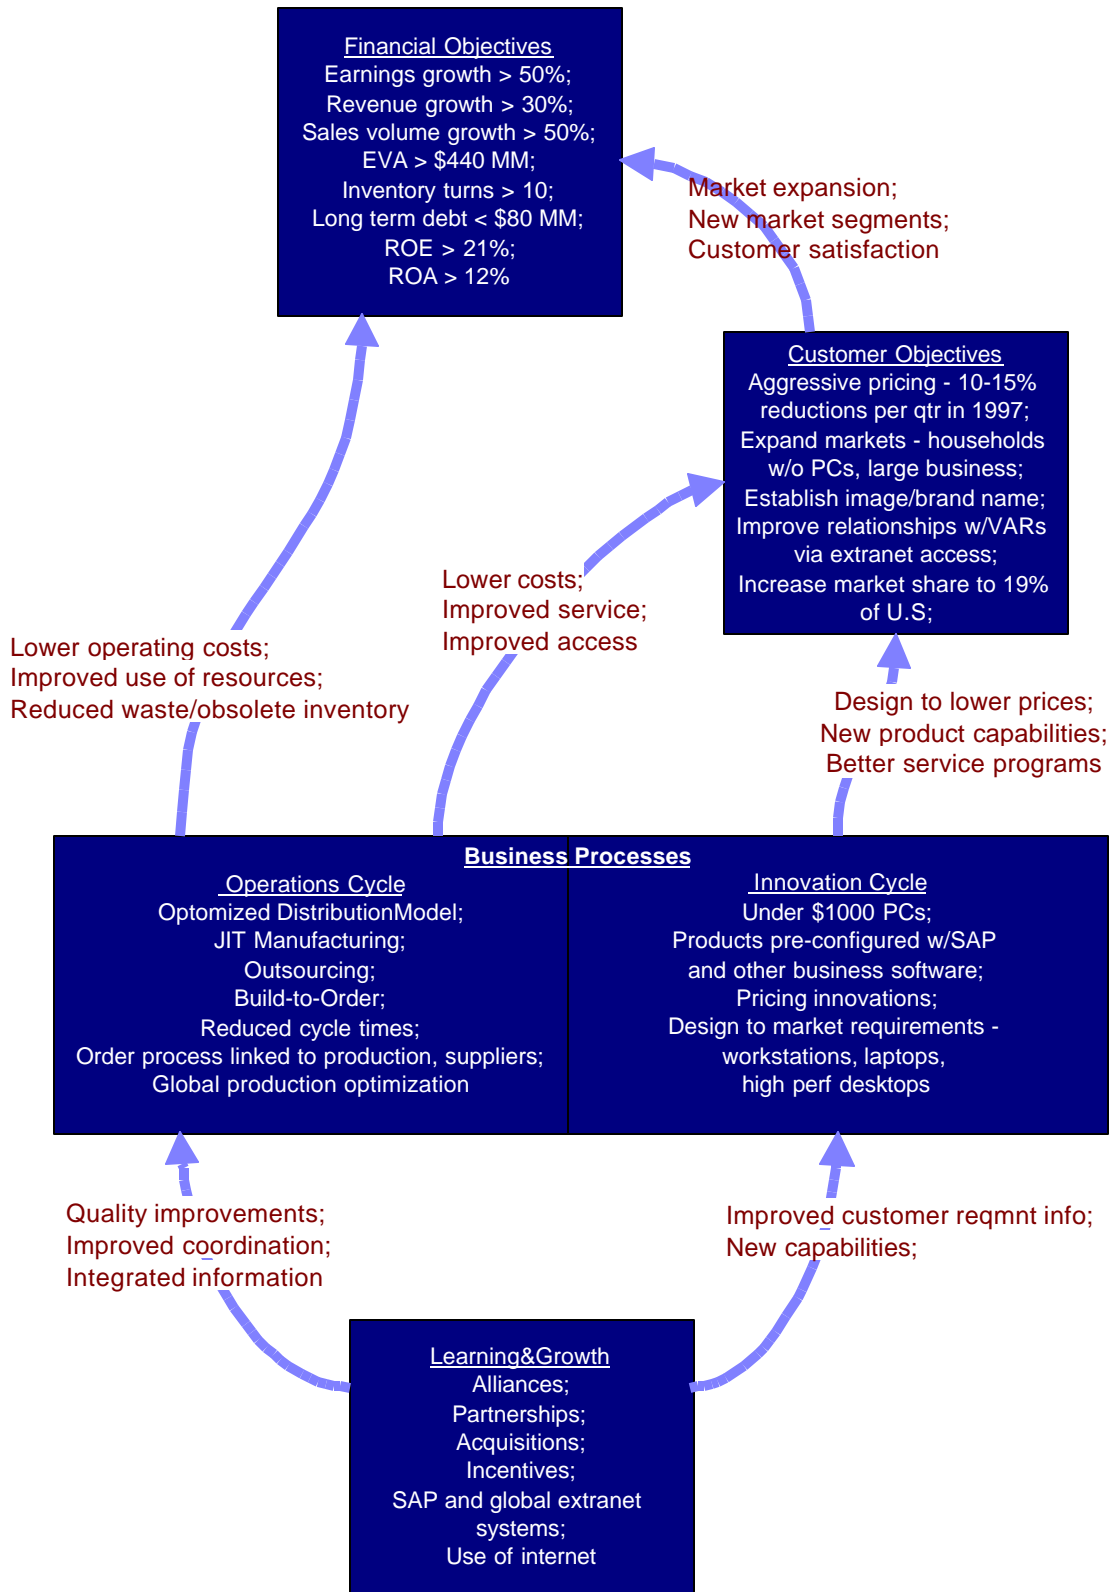 Financial Objectives
Earnings growth > 50%;
Revenue growth > 30%;
Sales volume growth > 50%;
EVA > $440 MM;
Inventory turns > 10;
Long term debt < $80 MM;
ROE > 21%;
ROA > 12%
Market expansion;
New market segments;
Customer satisfaction
Customer Objectives
Aggressive pricing - 10-15%
reductions per qtr in 1997;
Expand markets - households
w/o PCs, large business;
Establish image/brand name;
Improve relationships w/VARs
via extranet access;
Increase market share to 19%
of U.S;
Lower costs;
Improved service;
Improved access
Lower operating costs;
Improved use of resources;
Reduced waste/obsolete inventory
Design to lower prices;
New product capabilities;
Better service programs
Business Processes
Operations Cycle
Optomized DistributionModel;
JIT Manufacturing;
Outsourcing;
Build-to-Order;
Reduced cycle times;
Order process linked to production, suppliers;
Global production optimization
Innovation Cycle
Under $1000 PCs;
Products pre-configured w/SAP
and other business software;
Pricing innovations;
Design to market requirements -
workstations, laptops,
high perf desktops
Quality improvements;
Improved coordination;
Integrated information
Improved customer reqmnt info;
New capabilities;
Learning&Growth
Alliances;
Partnerships;
Acquisitions;
Incentives;
SAP and global extranet
systems;
Use of internet